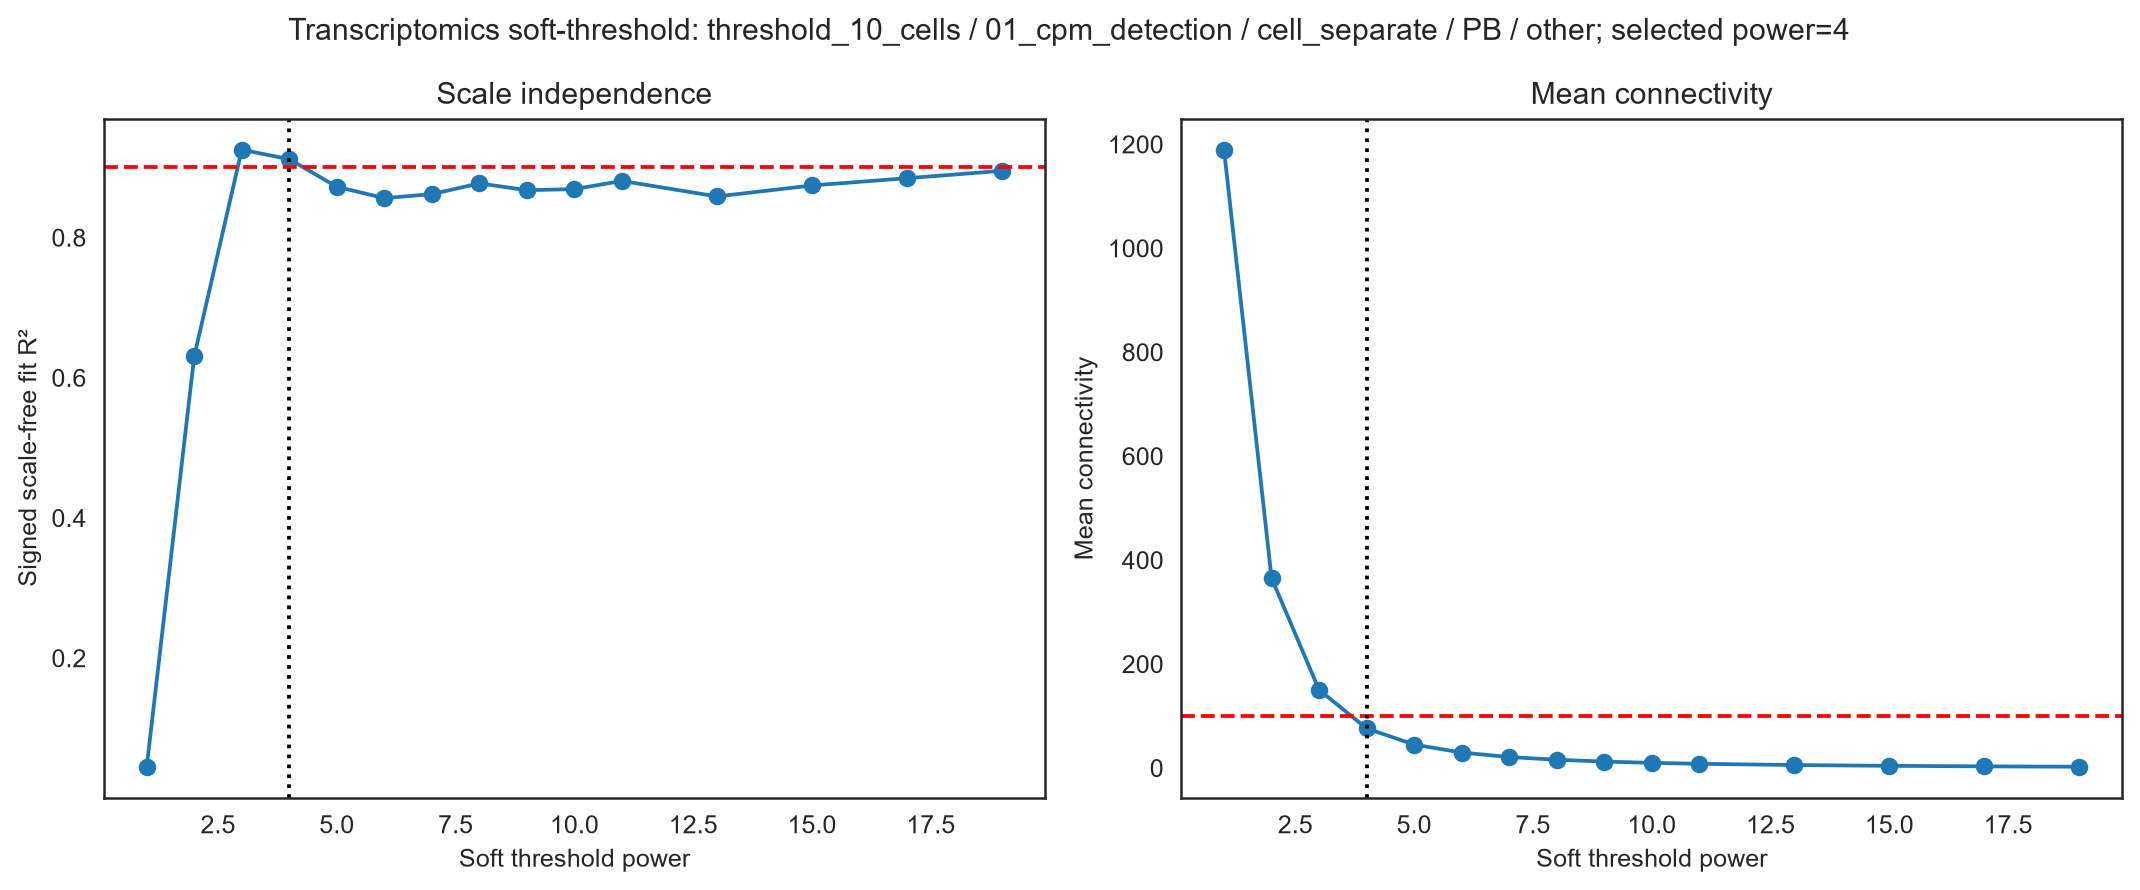 Transcriptomics soft-threshold: threshold_10_cells / 01_cpm_detection / cell_separate / PB / other; selected power=4
Scale independence
Signed scale-free fit R²
0.8
0.6
0.4
0.2
2.5 5.0 7.5 10.0 12.5 15.0 17.5
Soft threshold power
Mean connectivity
Mean connectivity
1200
1000
800
600
400
200
0
2.5 5.0 7.5 10.0 12.5 15.0 17.5
Soft threshold power